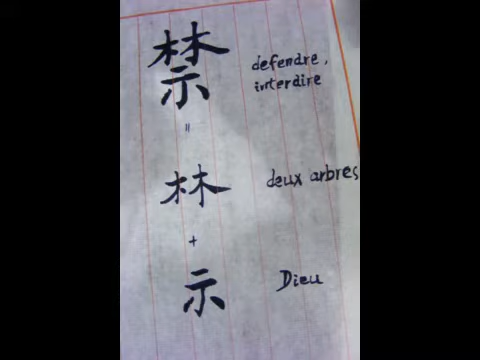 禁 defendre,
interdire
=
林 deux arbres
+
示 Dieu